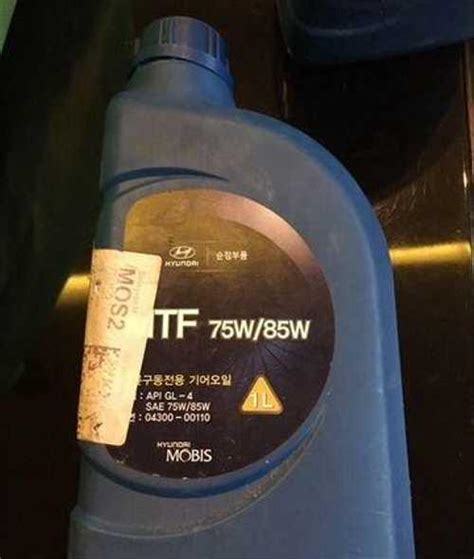 HYUNDAI
순정부품
TF 75W/85W
구동전용 기어오일
: API GL-4
SAE 75W/85W
: 04300-00110
1L
HYUNDAI
MOBIS
MOS2